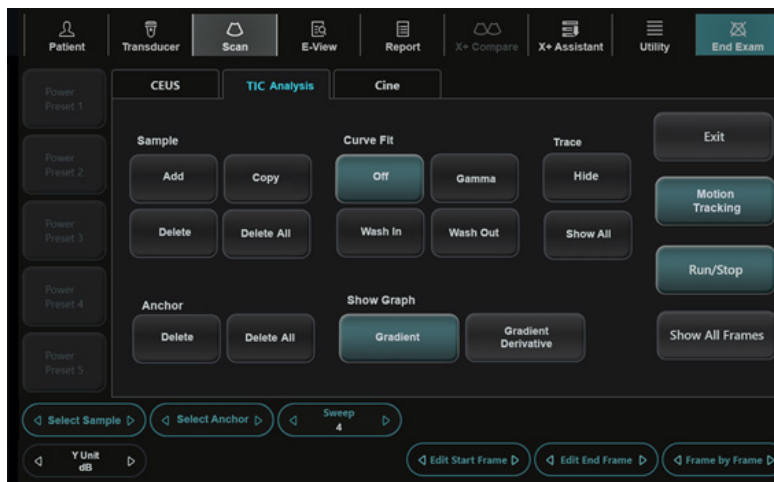 Patient
Transducer
Scan
E-View
Report
X+ Compare
X+ Assistant
Utility
End Exam
Power
Preset 1
Power
Preset 2
Power
Preset 3
Power
Preset 4
Power
Preset 5
CEUS
TIC Analysis
Cine
Sample
Add
Copy
Delete
Delete All
Curve Fit
Off
Gamma
Wash In
Wash Out
Trace
Hide
Show All
Anchor
Delete
Delete All
Show Graph
Gradient
Gradient
Derivative
Exit
Motion
Tracking
Run/Stop
Show All Frames
Select Sample
Select Anchor
Sweep
4
Y Unit
dB
Edit Start Frame
Edit End Frame
Frame by Frame